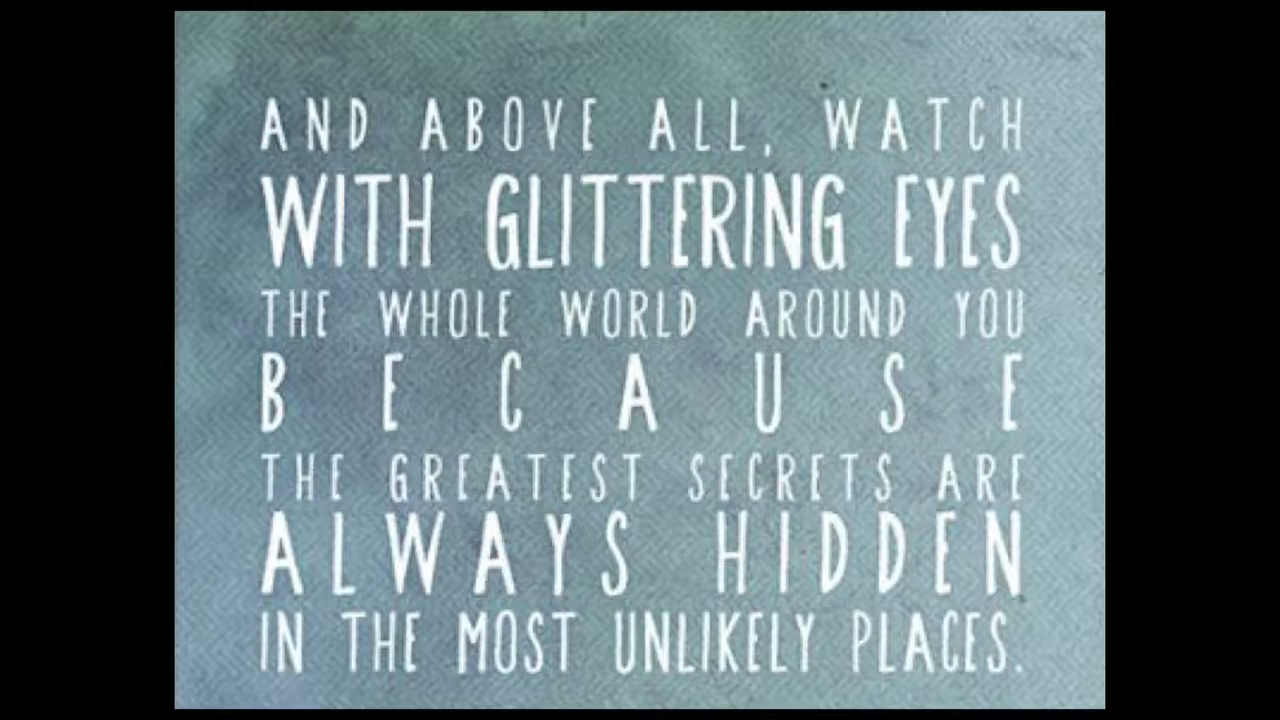 AND ABOVE ALL, WATCH
WITH GLITTERING EYES
THE WHOLE WORLD AROUND YOU
BECAUSE
THE GREATEST SECRETS ARE
ALWAYS HIDDEN
IN THE MOST UNLIKELY PLACES.